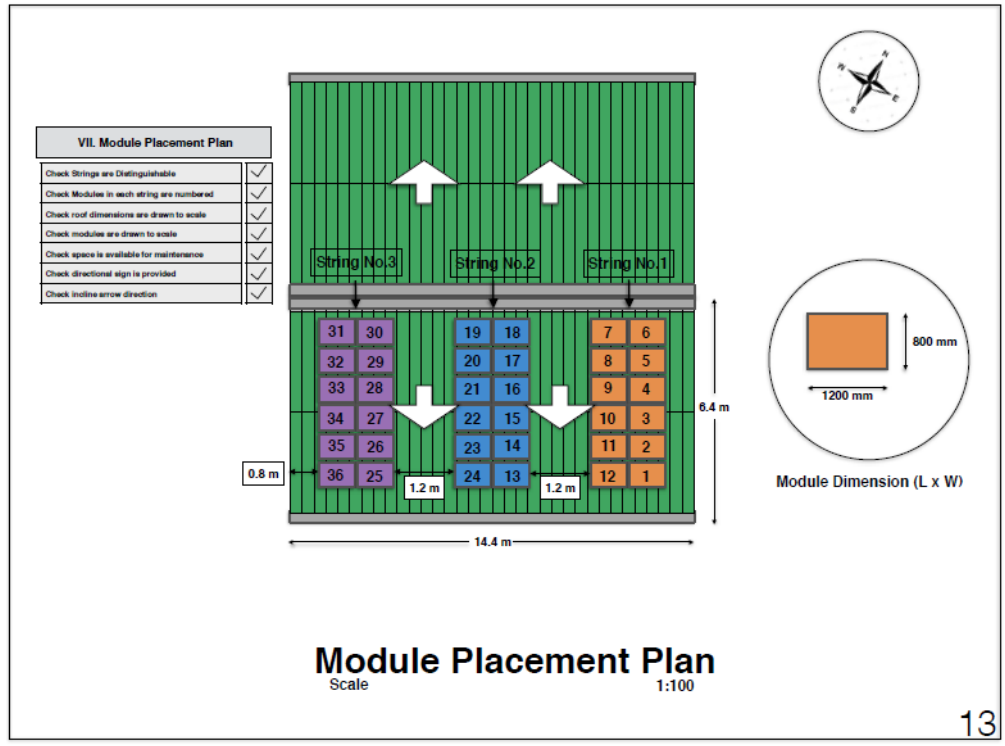 N
W
E
S
VII. Module Placement Plan
Check Strings are Distinguishable
Check Modules in each string are numbered
Check roof dimensions are drawn to scale
Check modules are drawn to scale
Check space is available for maintenance
Check directional sign is provided
Check incline arrow direction
String No.3 String No.2 String No.1
31 30 19 18 7 6
32 29 20 17 8 5
33 28 21 16 9 4
34 27 22 15 10 3
35 26 23 14 11 2
36 25 24 13 12 1
0.8 m
1.2 m
1.2 m
6.4 m
14.4 m
800 mm
1200 mm
Module Dimension (L x W)
Module Placement Plan
Scale 1:100
13